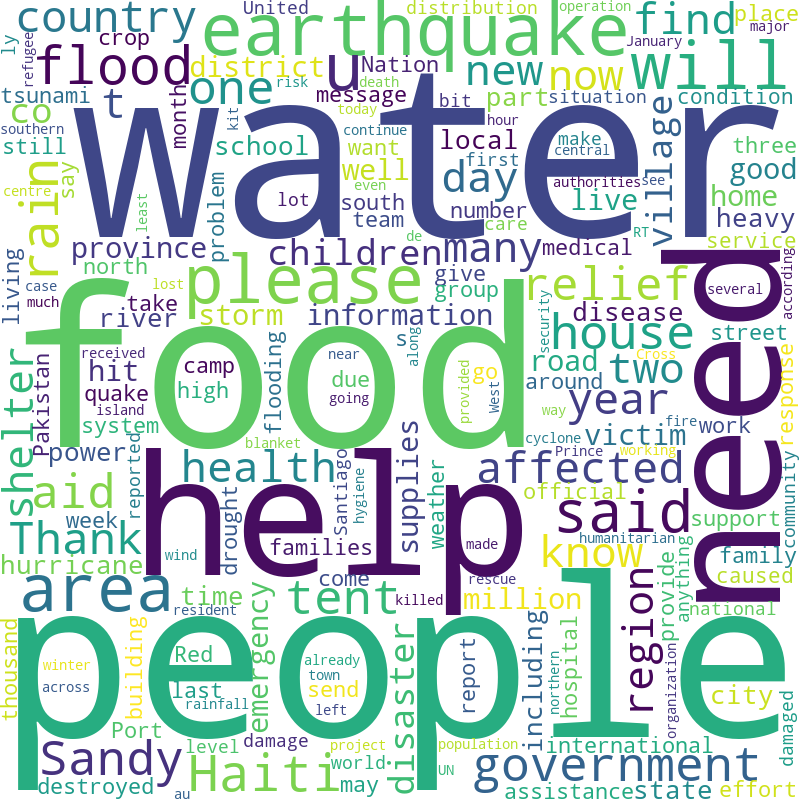 ly
country
crop
United
distribution
operation
find
place
major
refugee
flood
earthquake
January
will
tsunami
co
southern
still
centre
rain
say
t
month
one
district
kit
risk
u
Nation
death
message
today
bit
hour
new
part
now
situation
condition
water
school
want
continue
well
local
first
make
central
village
three
good
least
problem
lot
even
south
team
day
number
care
authorities
live
see
RT
home
heavy
service
province
north
children
many
medical
de
need
several
according
living
case
much
lost
take
river
please
storm
give
group
information
s
along
relief
security
disease
house
street
food
Pakistan
received
hit
quake
island
system
camp
high
flooding
near
due
going
provided
go
West
road
around
two
Cross
way
fire
response
shelter
power
reported
blanket
year
cyclone
victim
work
Prince
working
aid
health
Santiago
hygiene
supplies
weather
affected
official
said
support
community
Thank
week
wind
drought
families
help
made
humanitarian
know
family
hurricane
area
time
resident
come
killed
rescue
million
region
provide
anything
caused
national
tent
people
thousand
winter
across
building
Red
last
rainfall
emergency
already
town
send
left
disaster
report
including
northern
hospital
organization
city
damaged
Sandy
Port
level
damage
project
population
international
destroyed
au
Haiti
world
may
UN
government
assistance
state
effort